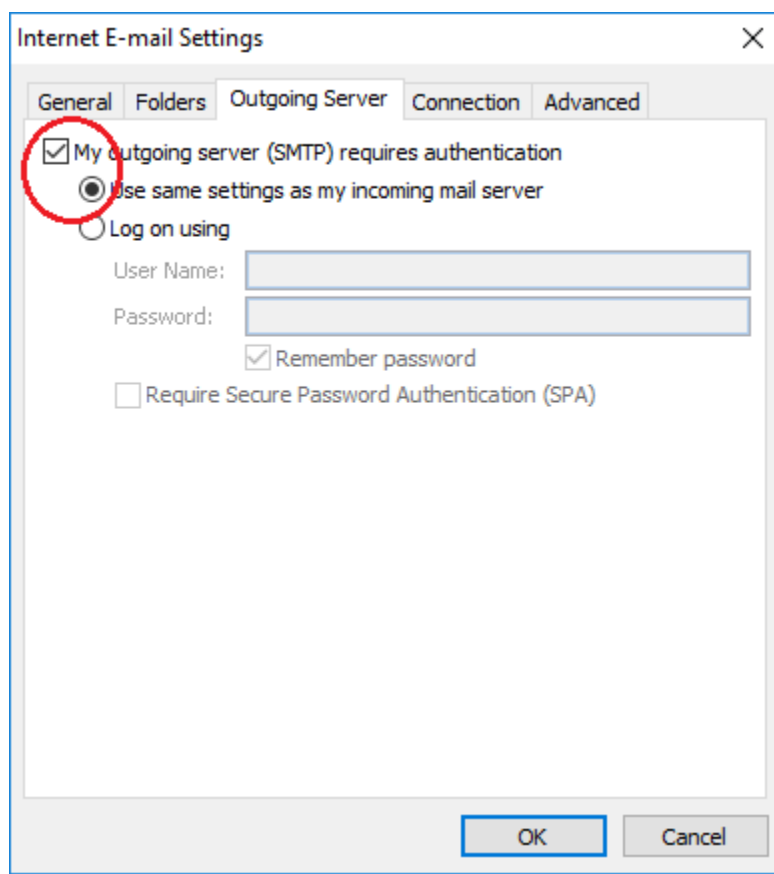 Internet E-mail Settings
General Folders Outgoing Server Connection Advanced
My outgoing server (SMTP) requires authentication
Use same settings as my incoming mail server
Log on using
User Name:
Password:
Remember password
Require Secure Password Authentication (SPA)
OK Cancel